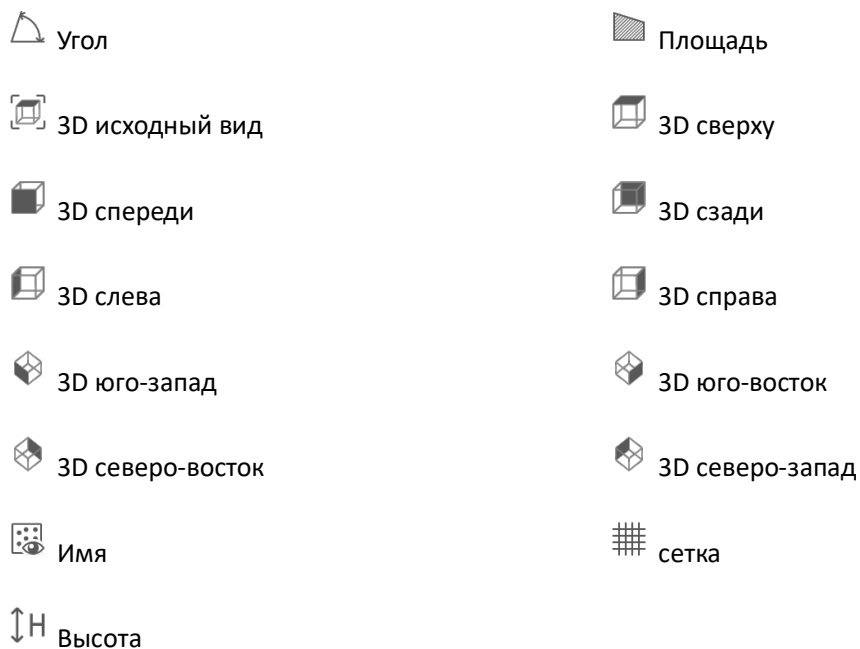 Угол
Площадь
3D исходный вид
3D сверху
3D спереди
3D сзади
3D слева
3D справа
3D юго-запад
3D юго-восток
3D северо-восток
3D северо-запад
Имя
сетка
H Высота